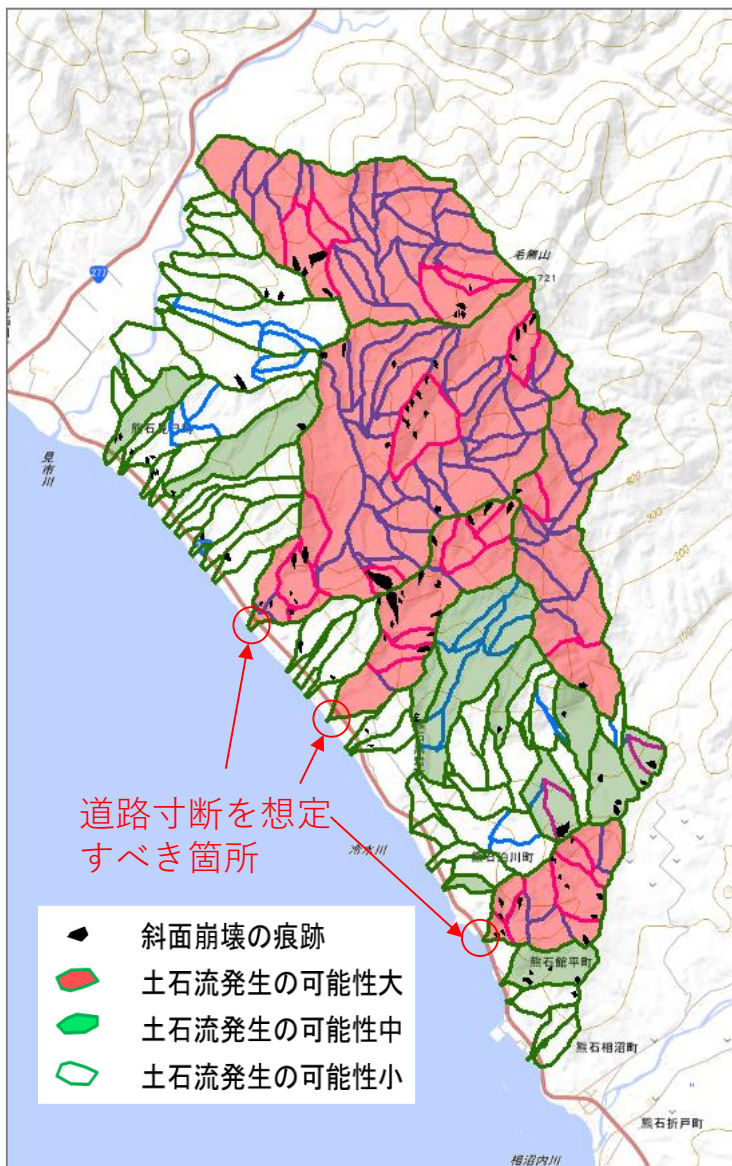 毛無山
721
277
熊石見日町
見市川
400
300
200
100
道路寸断を想定
すべき箇所
冷水川
熊石泊川町
斜面崩壊の痕跡
土石流発生の可能性大
土石流発生の可能性中
土石流発生の可能性小
熊石館平町
熊石相沼町
熊石折戸町
相沼内川